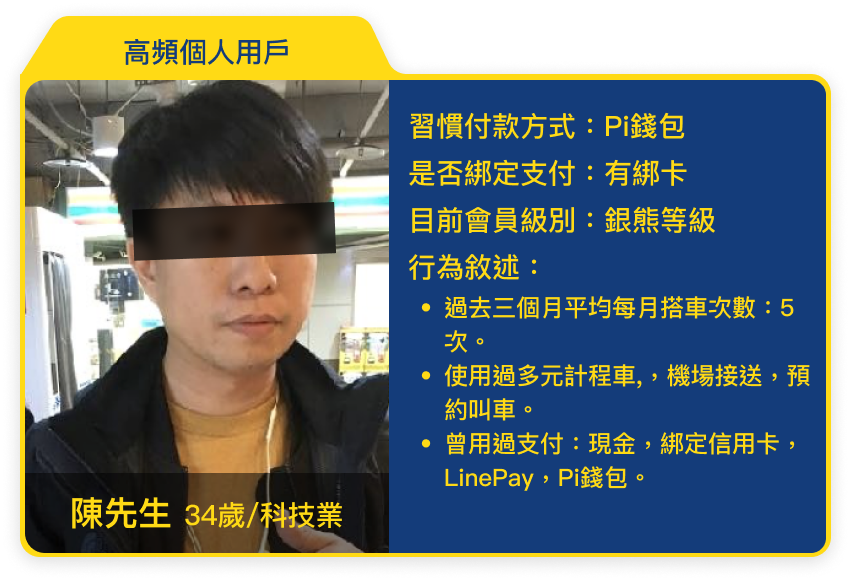 高頻個人用戶
習慣付款方式：Pi錢包
是否綁定支付：有綁卡
目前會員級別：銀熊等級
行為敘述：
• 過去三個月平均每月搭車次數：5
次。
• 使用過多元計程車,，機場接送，預
約叫車。
• 曾用過支付：現金，綁定信用卡，
LinePay，Pi錢包。
陳先生 34歲/科技業